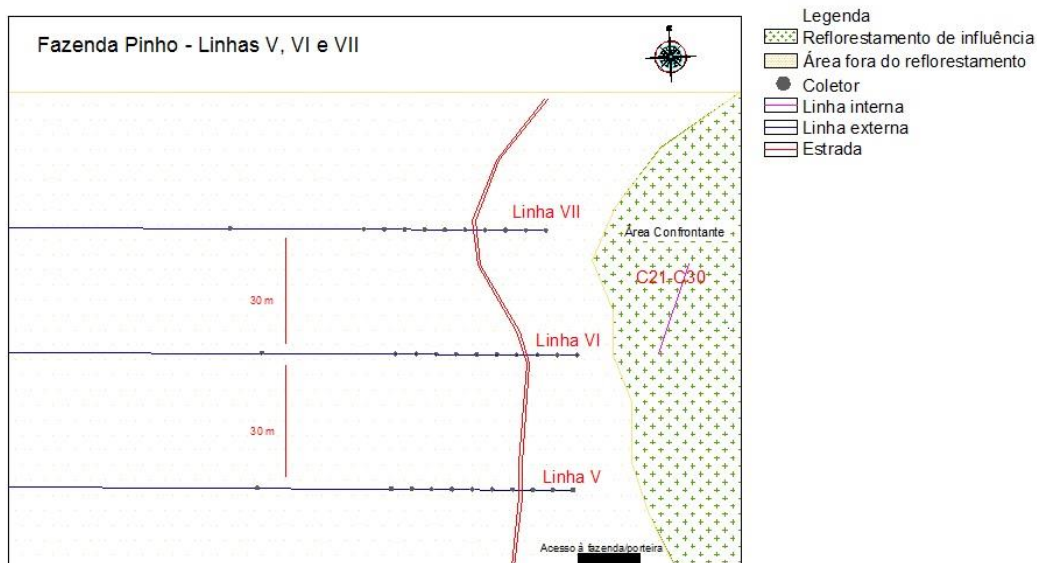 Fazenda Pinho - Linhas V, VI e VII
Legenda
Reflorestamento de influência
Área fora do reflorestamento
Coletor
Linha interna
Linha externa
Estrada
Linha VII
Área Confrontante
C21-C30
30 m
Linha VI
30 m
Linha V
Acesso à fazenda/porteira